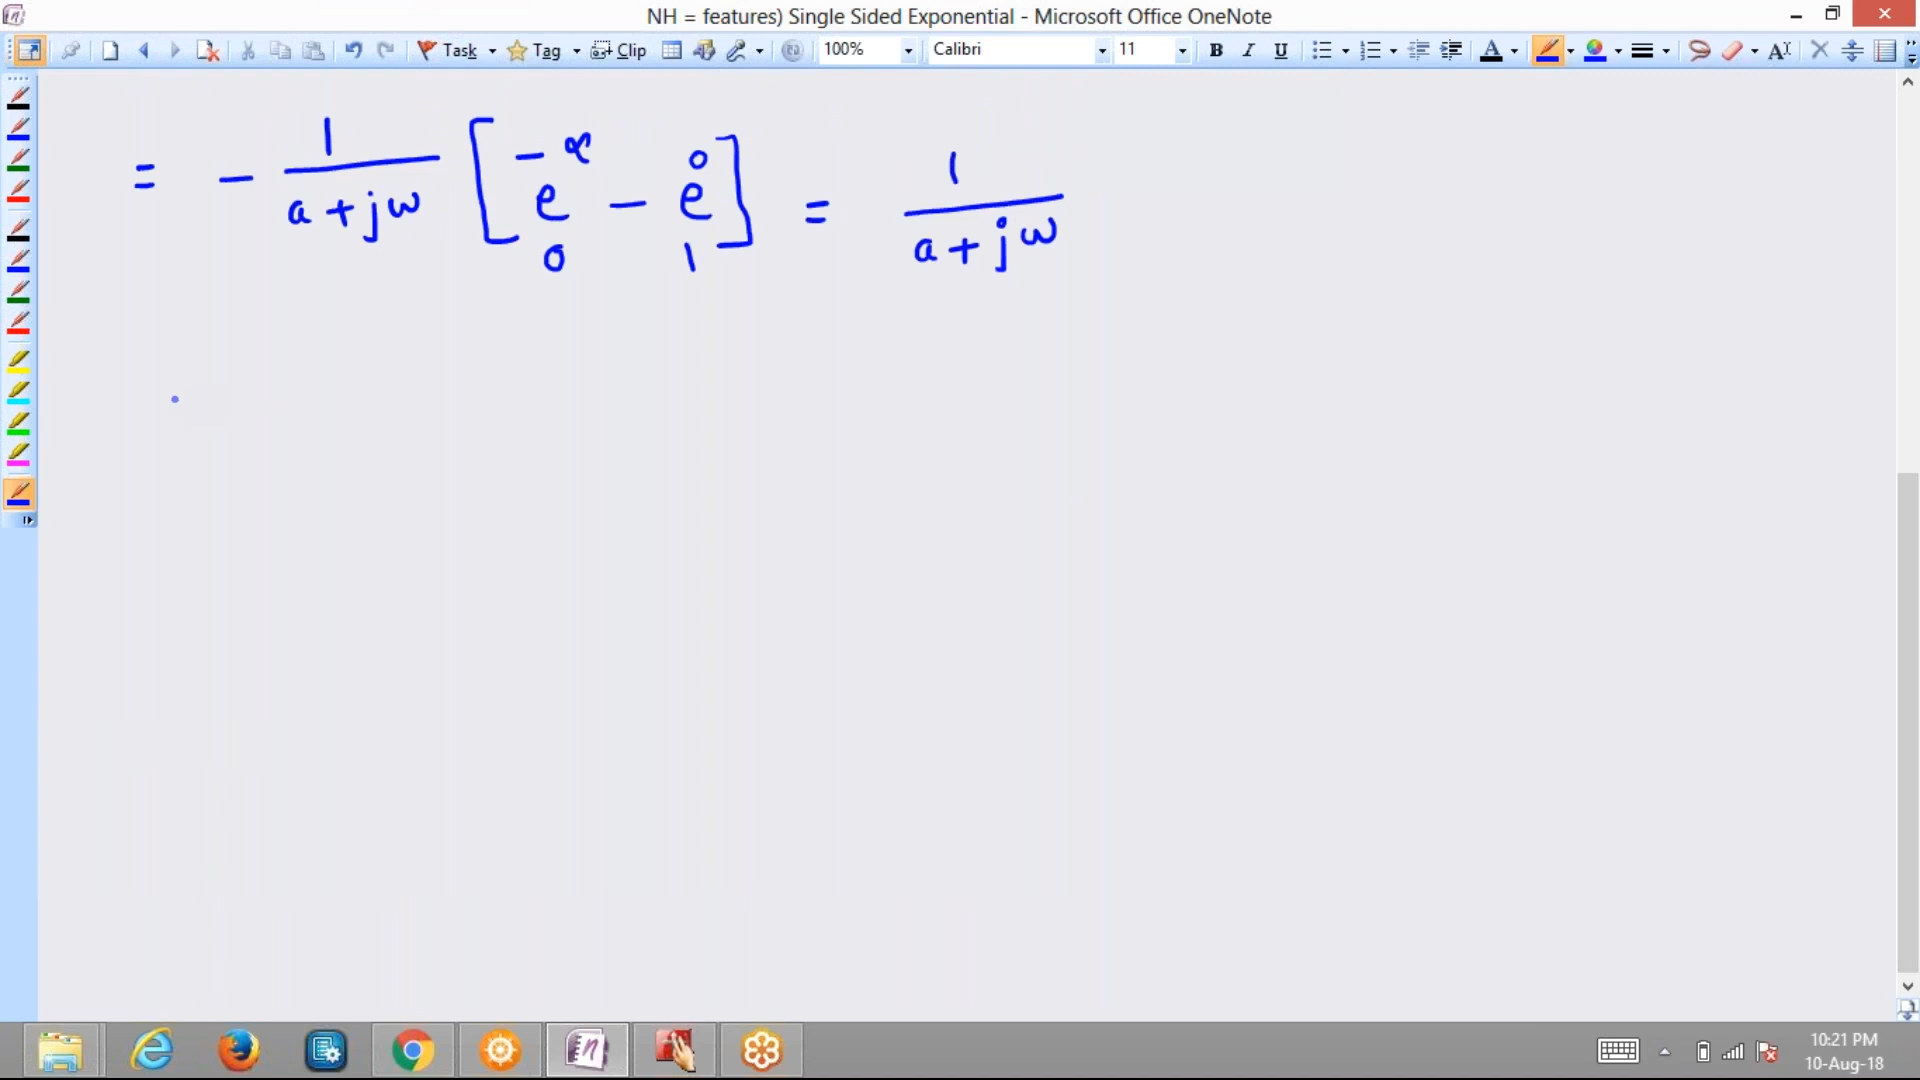 NH = features) Single Sided Exponential - Microsoft Office OneNote
Task Tag Clip 100% Calibri 11 B I U A
= - 1/(a+jω) [e^-∝ - e^0] = 1/(a+jω)
0 1
10:21 PM
10-Aug-18